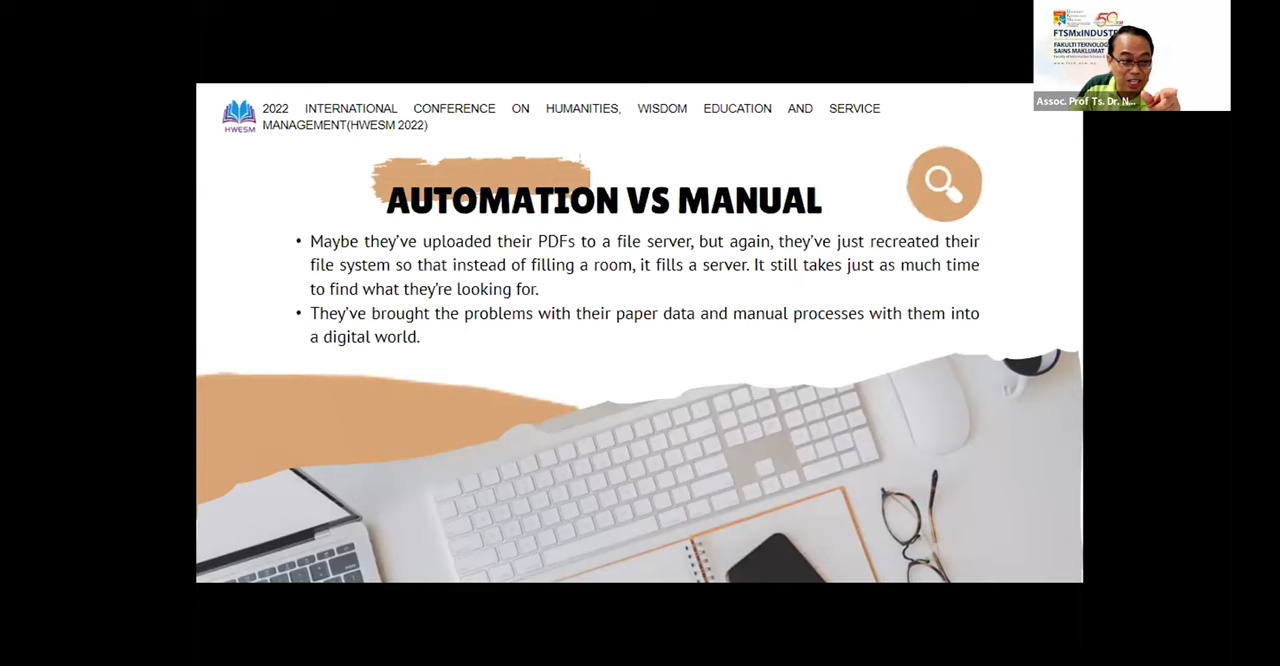 2022 INTERNATIONAL CONFERENCE ON HUMANITIES, WISDOM EDUCATION AND SERVICE
MANAGEMENT(HWESM 2022)
HWESM
AUTOMATION VS MANUAL
• Maybe they've uploaded their PDFs to a file server, but again, they've just recreated their
file system so that instead of filling a room, it fills a server. It still takes just as much time
to find what they're looking for.
• They've brought the problems with their paper data and manual processes with them into
a digital world.
50
FTSMxINDUSTR
FAKULTI TEKNOLOG
SAINS MAKLUMAT
Assoc. Prof Ts. Dr. N...